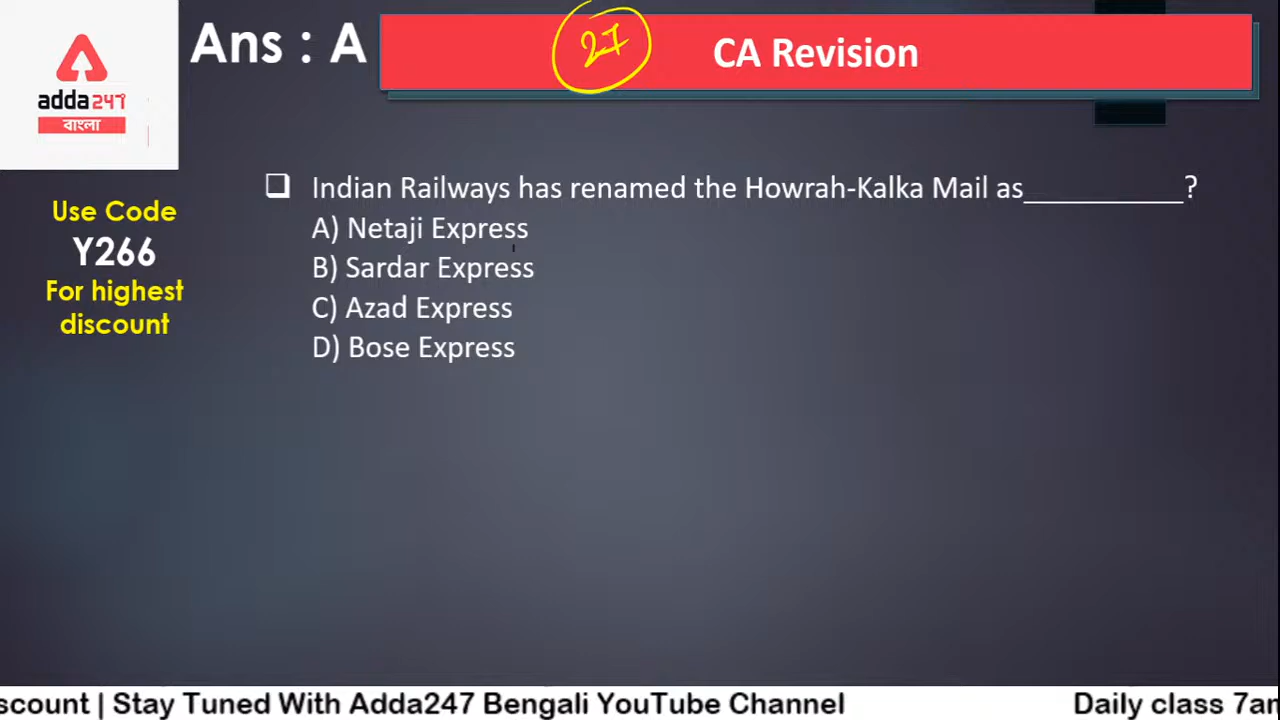 Ans : A
27
CA Revision
adda247
বাংলা
Use Code
Y266
For highest
discount
❑ Indian Railways has renamed the Howrah-Kalka Mail as___________?
A) Netaji Express
B) Sardar Express
C) Azad Express
D) Bose Express
scount | Stay Tuned With Adda247 Bengali YouTube Channel
Daily class 7an